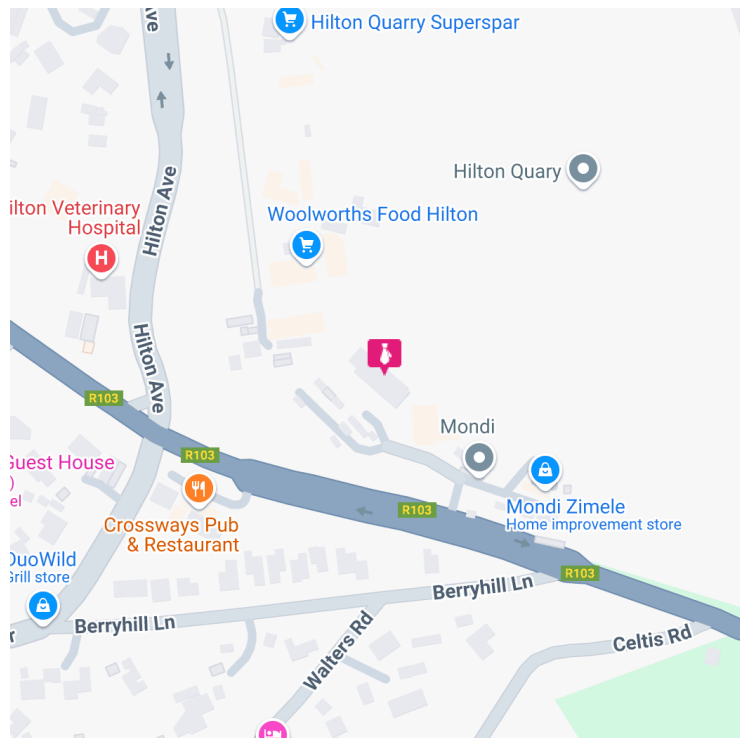 Ave
Hilton Quarry Superspar
Hilton Quary
Hilton Ave
ilton Veterinary
Hospital
H
Woolworths Food Hilton
Hilton Ave
R103
R103
Guest House
)
el
Mondi
Crossways Pub
& Restaurant
R103
Mondi Zimele
Home improvement store
DuoWild
Grill store
R103
Berryhill Ln
Berryhill Ln
Walters Rd
Celtis Rd
r